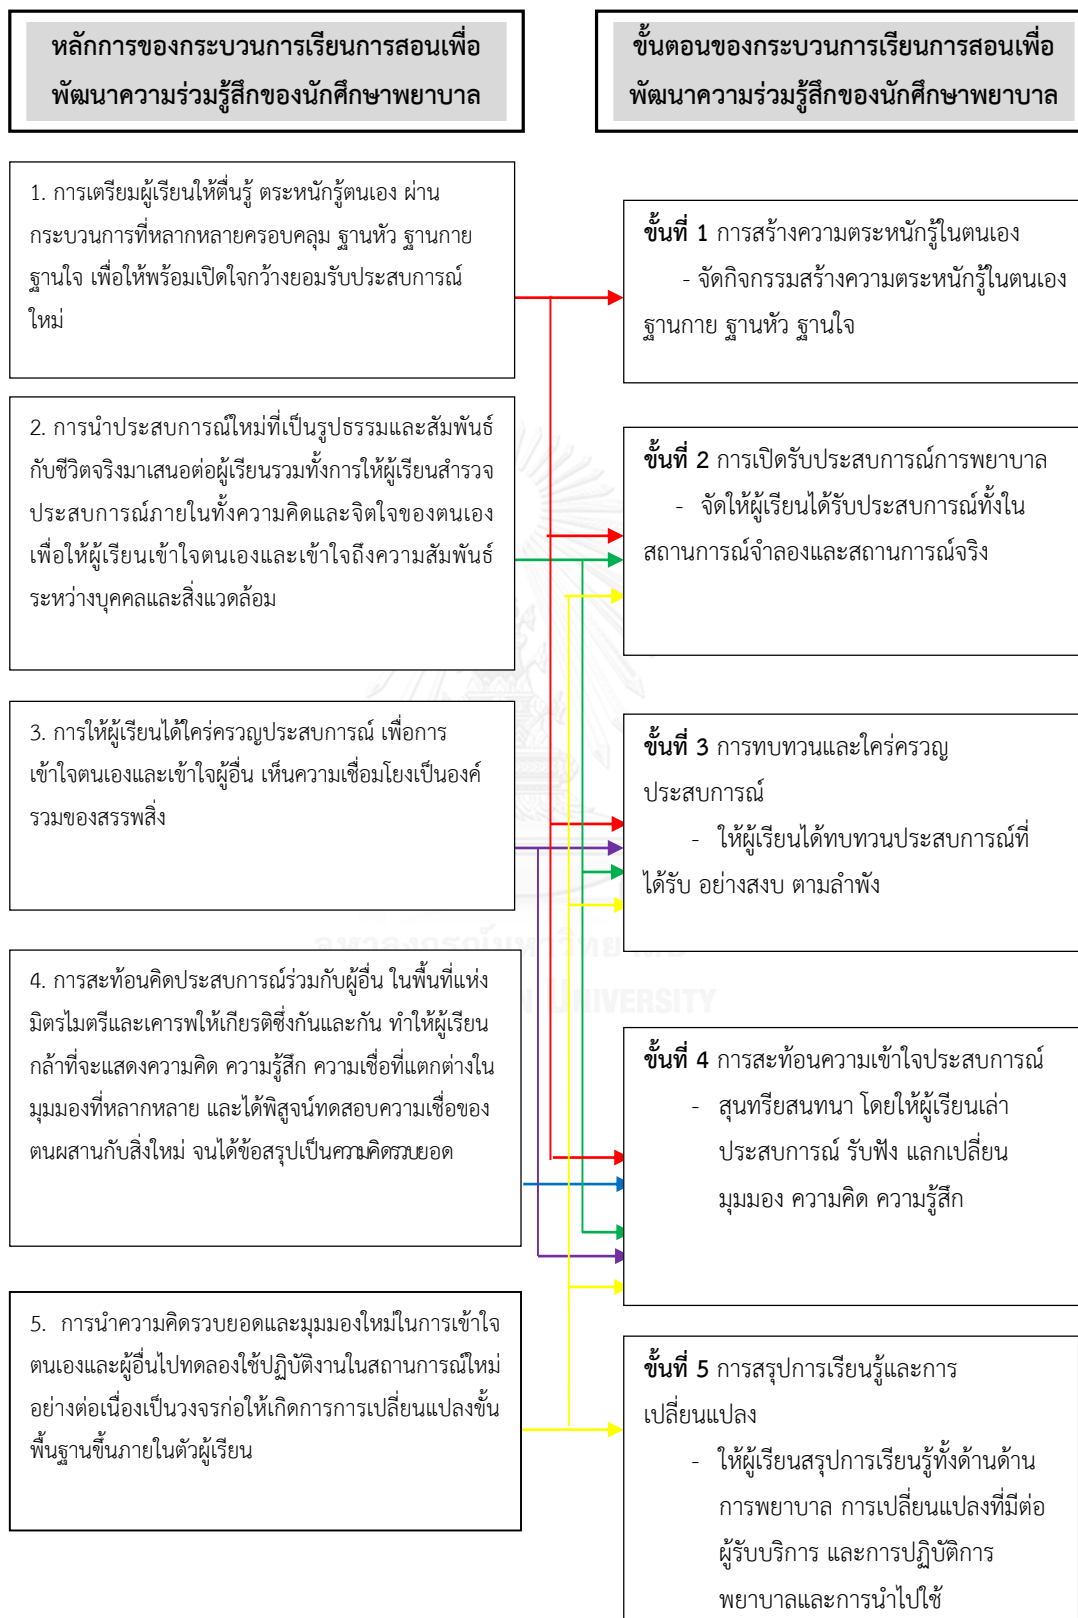 หลักการของกระบวนการเรียนการสอนเพื่อ
พัฒนาความร่วมรู้สึกของนักศึกษาพยาบาล
ขั้นตอนของกระบวนการเรียนการสอนเพื่อ
พัฒนาความร่วมรู้สึกของนักศึกษาพยาบาล
1. การเตรียมผู้เรียนให้ตื่นรู้ ตระหนักรู้ตนเอง ผ่าน
กระบวนการที่หลากหลายครอบคลุม ฐานหัว ฐานกาย
ฐานใจ เพื่อให้พร้อมเปิดใจกว้างยอมรับประสบการณ์
ใหม่
2. การนำประสบการณ์ใหม่ที่เป็นรูปธรรมและสัมพันธ์
กับชีวิตจริงมาเสนอต่อผู้เรียนรวมทั้งการให้ผู้เรียนสำรวจ
ประสบการณ์ภายในทั้งความคิดและจิตใจของตนเอง
เพื่อให้ผู้เรียนเข้าใจตนเองและเข้าใจถึงความสัมพันธ์
ระหว่างบุคคลและสิ่งแวดล้อม
3. การให้ผู้เรียนได้ใคร่ครวญประสบการณ์ เพื่อการ
เข้าใจตนเองและเข้าใจผู้อื่น เห็นความเชื่อมโยงเป็นองค์
รวมของสรรพสิ่ง
4. การสะท้อนคิดประสบการณ์ร่วมกับผู้อื่น ในพื้นที่แห่ง
มิตรไมตรีและเคารพให้เกียรติซึ่งกันและกัน ทำให้ผู้เรียน
กล้าที่จะแสดงความคิด ความรู้สึก ความเชื่อที่แตกต่างใน
มุมมองที่หลากหลาย และได้พิสูจน์ทดสอบความเชื่อของ
ตนผสานกับสิ่งใหม่ จนได้ข้อสรุปเป็นความคิดรวบยอด
5. การนำความคิดรวบยอดและมุมมองใหม่ในการเข้าใจ
ตนเองและผู้อื่นไปทดลองใช้ปฏิบัติงานในสถานการณ์ใหม่
อย่างต่อเนื่องเป็นวงจรก่อให้เกิดการการเปลี่ยนแปลงขั้น
พื้นฐานขึ้นภายในตัวผู้เรียน
ขั้นที่ 1 การสร้างความตระหนักรู้ในตนเอง
- จัดกิจกรรมสร้างความตระหนักรู้ในตนเอง
ฐานกาย ฐานหัว ฐานใจ
ขั้นที่ 2 การเปิดรับประสบการณ์การพยาบาล
- จัดให้ผู้เรียนได้รับประสบการณ์ทั้งใน
สถานการณ์จำลองและสถานการณ์จริง
ขั้นที่ 3 การทบทวนและใคร่ครวญ
ประสบการณ์
- ให้ผู้เรียนได้ทบทวนประสบการณ์ที่
ได้รับ อย่างสงบ ตามลำพัง
ขั้นที่ 4 การสะท้อนความเข้าใจประสบการณ์
- สุนทรียสนทนา โดยให้ผู้เรียนเล่า
ประสบการณ์ รับฟัง แลกเปลี่ยน
มุมมอง ความคิด ความรู้สึก
ขั้นที่ 5 การสรุปการเรียนรู้และการ
เปลี่ยนแปลง
- ให้ผู้เรียนสรุปการเรียนรู้ทั้งด้านด้าน
การพยาบาล การเปลี่ยนแปลงที่มีต่อ
ผู้รับบริการ และการปฏิบัติการ
พยาบาลและการนำไปใช้
UNIVERSITY